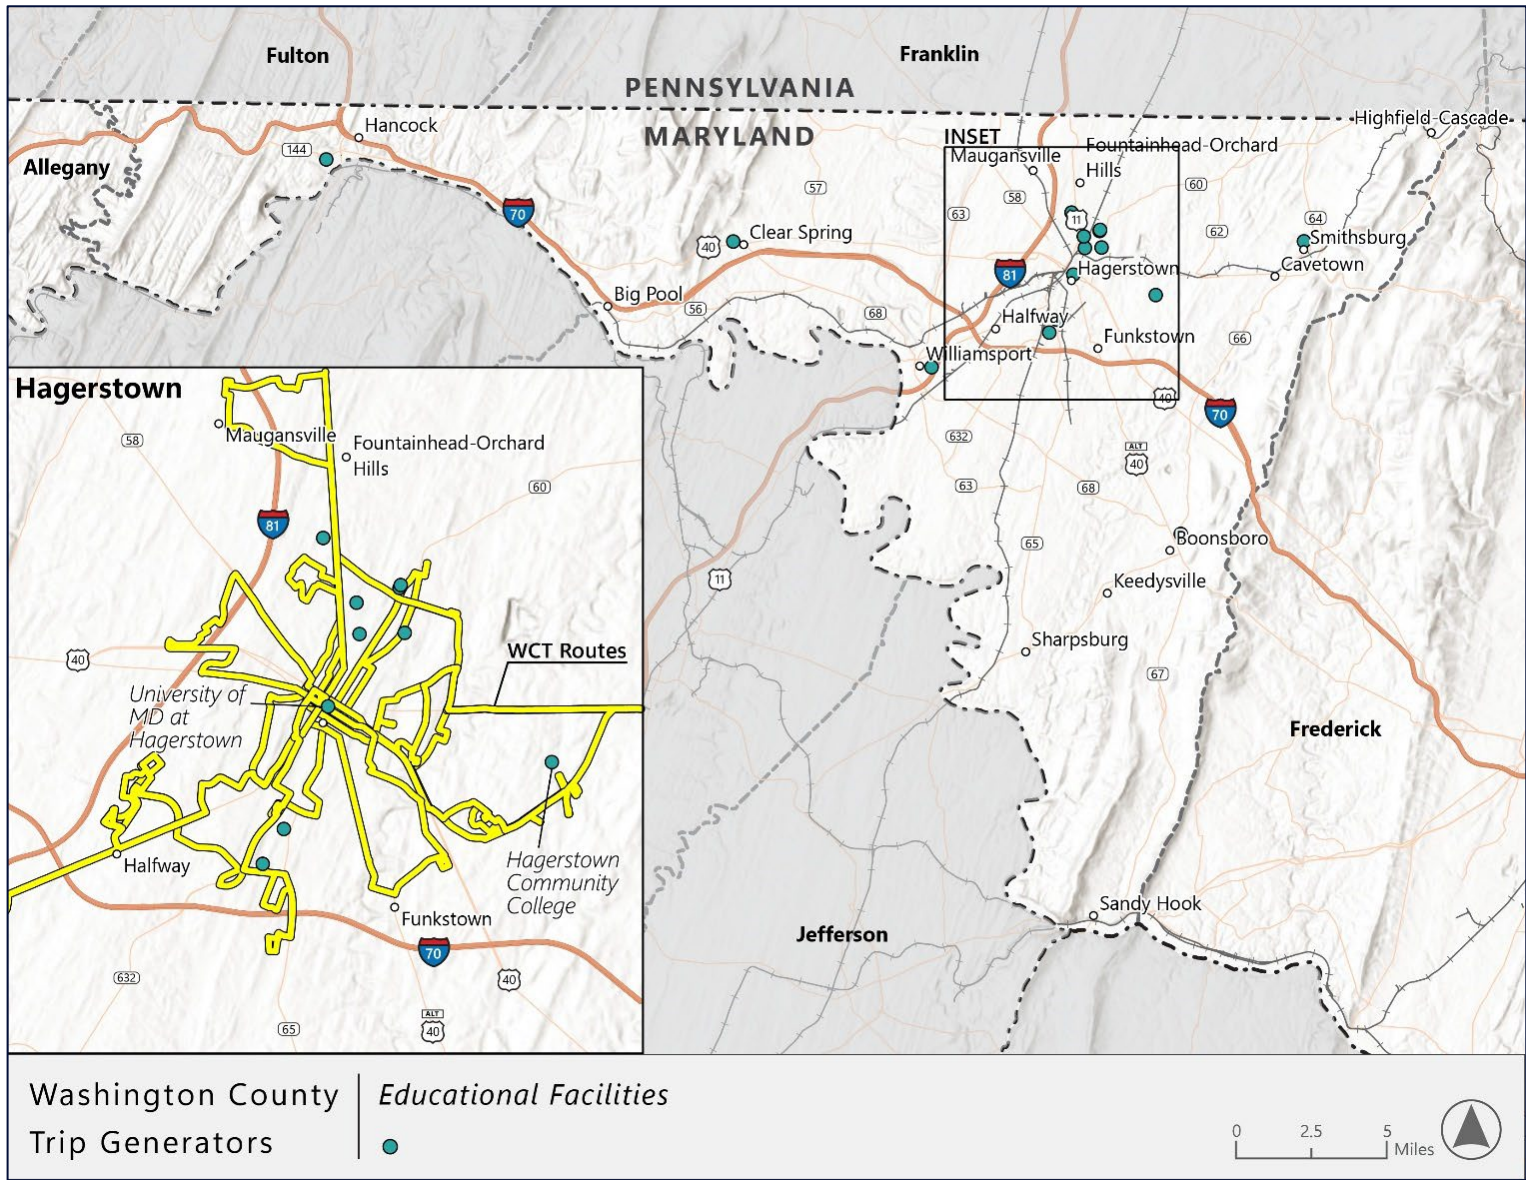 Fulton
Franklin
PENNSYLVANIA
MARYLAND
Hancock
144
Allegany
70
INSET
Maugansville
Fountainhead-Orchard
Hills
Highfield-Cascade
57
58
63
60
11
62
64
Smithsburg
Cavetown
40
Clear Spring
81
Hagerstown
Big Pool
56
68
Halfway
Funkstown
66
Williamsport
40
70
632
ALT
40
63
68
65
Boonsboro
11
Keedysville
Sharpsburg
67
Frederick
Jefferson
Sandy Hook
Hagerstown
Maugansville
58
Fountainhead-Orchard
Hills
60
81
40
WCT Routes
University of
MD at
Hagerstown
Halfway
Hagerstown
Community
College
Funkstown
70
632
40
65
ALT
40
Washington County
Trip Generators
Educational Facilities
0 2.5 5
Miles